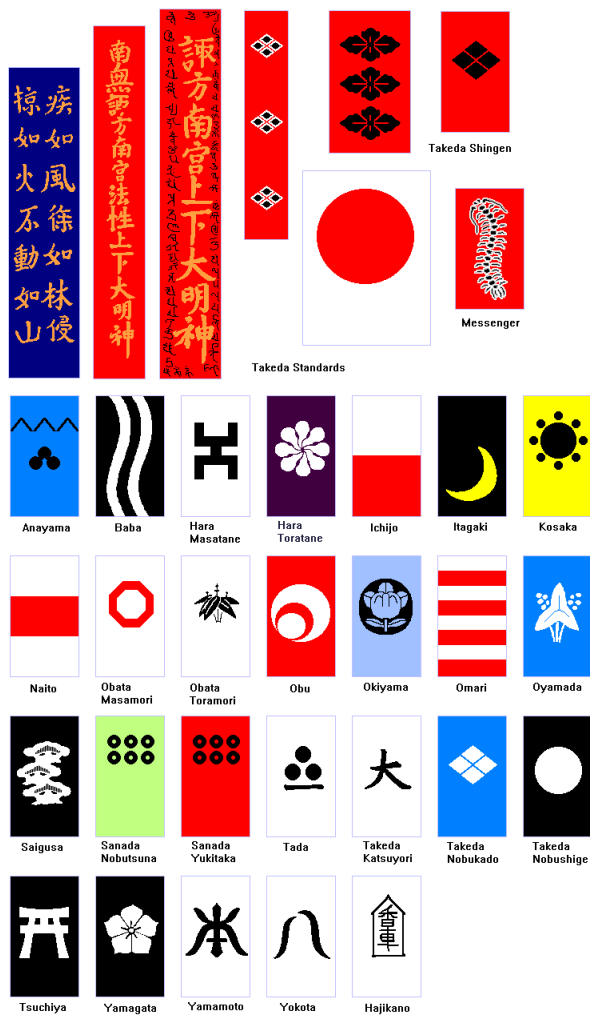 疾如風徐如林侵
掠如火不動如山
南無諏方南宮法性上下大明神
諏方南宮上下大明神
Takeda Shingen
Messenger
Takeda Standards
Anayama
Baba
Hara
Masatane
Hara
Toratane
Ichijo
Itagaki
Kosaka
Naito
Obata
Masamori
Obata
Toramori
Obu
Okiyama
Omari
Oyamada
大
Saigusa
Sanada
Nobutsuna
Sanada
Yukitaka
Tada
Takeda
Katsuyori
Takeda
Nobukado
Takeda
Nobushige
香車
Tsuchiya
Yamagata
Yamamoto
Yokota
Hajikano